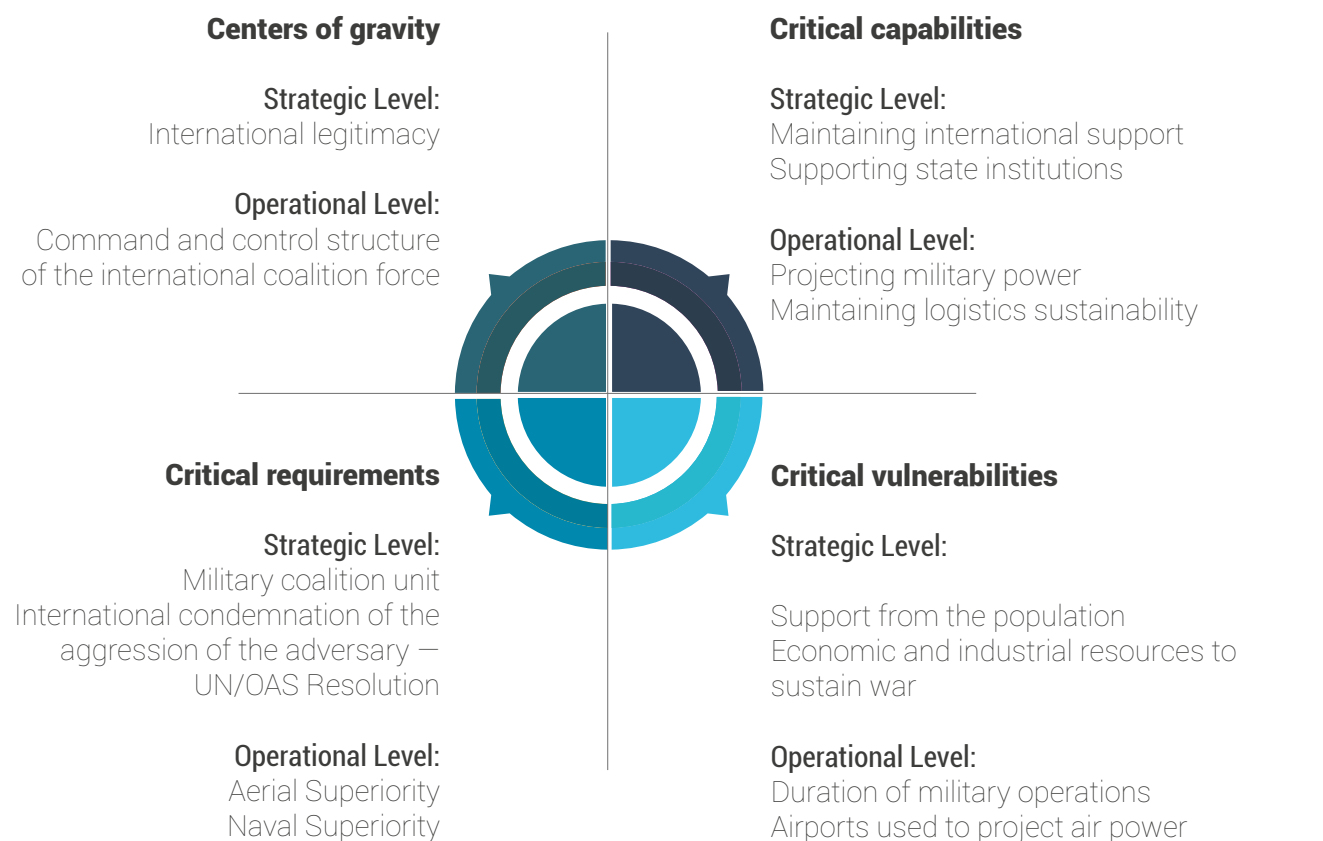 Centers of gravity
Strategic Level:
International legitimacy
Operational Level:
Command and control structure
of the international coalition force
Critical capabilities
Strategic Level:
Maintaining international support
Supporting state institutions
Operational Level:
Projecting military power
Maintaining logistics sustainability
Critical requirements
Strategic Level:
Military coalition unit
International condemnation of the
aggression of the adversary —
UN/OAS Resolution
Operational Level:
Aerial Superiority
Naval Superiority
Critical vulnerabilities
Strategic Level:
Support from the population
Economic and industrial resources to
sustain war
Operational Level:
Duration of military operations
Airports used to project air power